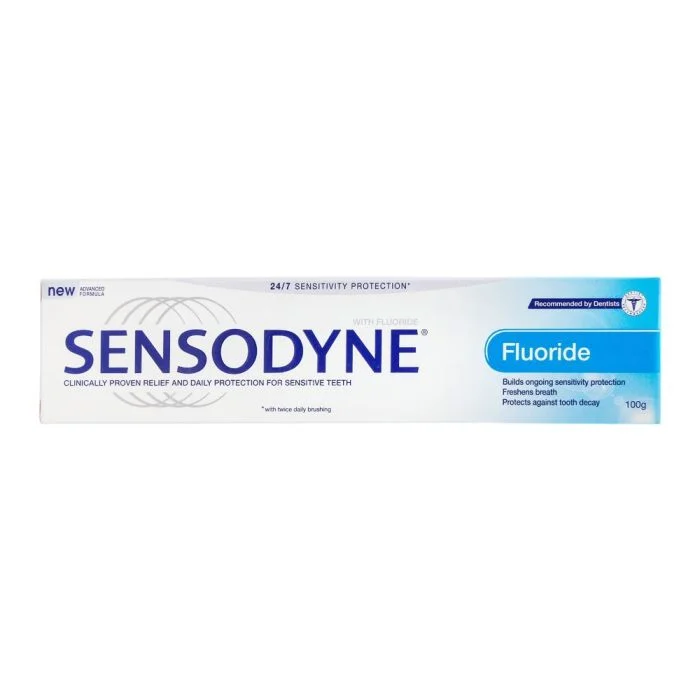 new ADVANCED
FORMULA
24/7 SENSITIVITY PROTECTION*
WITH FLUORIDE
SENSODYNE®
CLINICALLY PROVEN RELIEF AND DAILY PROTECTION FOR SENSITIVE TEETH
*with twice daily brushing
Recommended by Dentists
Fluoride
Builds ongoing sensitivity protection
Freshens breath
Protects against tooth decay
100g